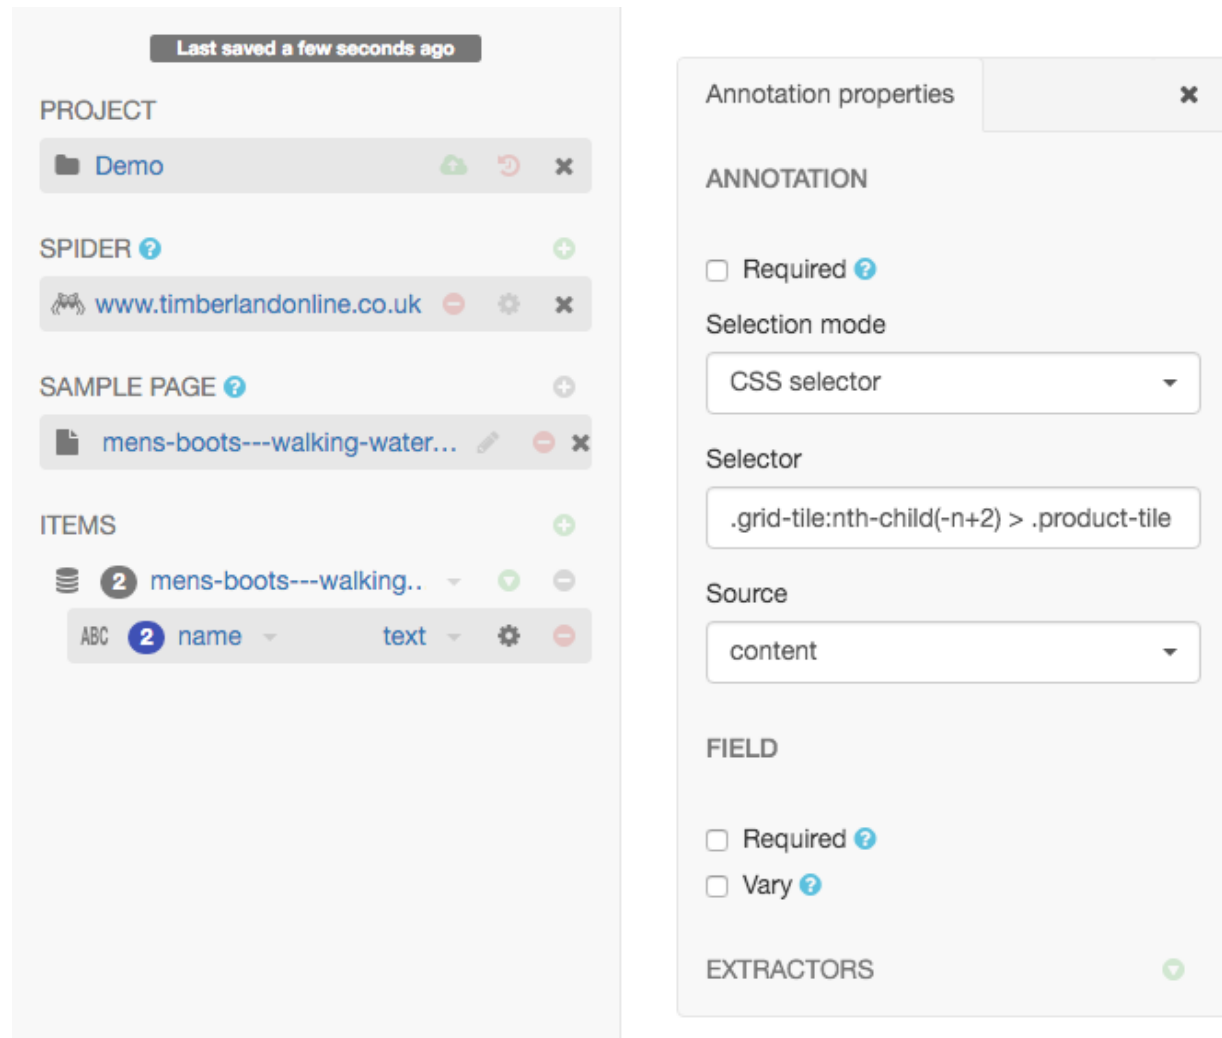 Last saved a few seconds ago
PROJECT
Demo
SPIDER ?
www.timberlandonline.co.uk
SAMPLE PAGE ?
mens-boots---walking-water...
ITEMS
2 mens-boots---walking..
ABC 2 name text
Annotation properties
ANNOTATION
Required ?
Selection mode
CSS selector
Selector
.grid-tile:nth-child(-n+2) > .product-tile
Source
content
FIELD
Required ?
Vary ?
EXTRACTORS